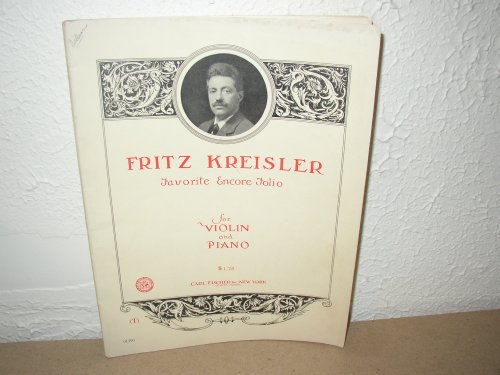 FRITZ KREISLER
Favorite Encore Folio
for
VIOLIN
and
PIANO
CARL FISCHER Inc. NEW YORK
(T)